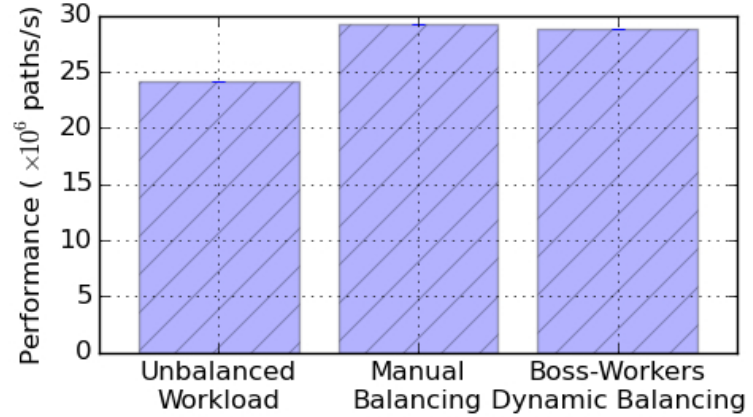 Performance ( ×10⁶ paths/s)
30
25
20
15
10
5
0
Unbalanced
Workload
Manual
Balancing
Boss-Workers
Dynamic Balancing